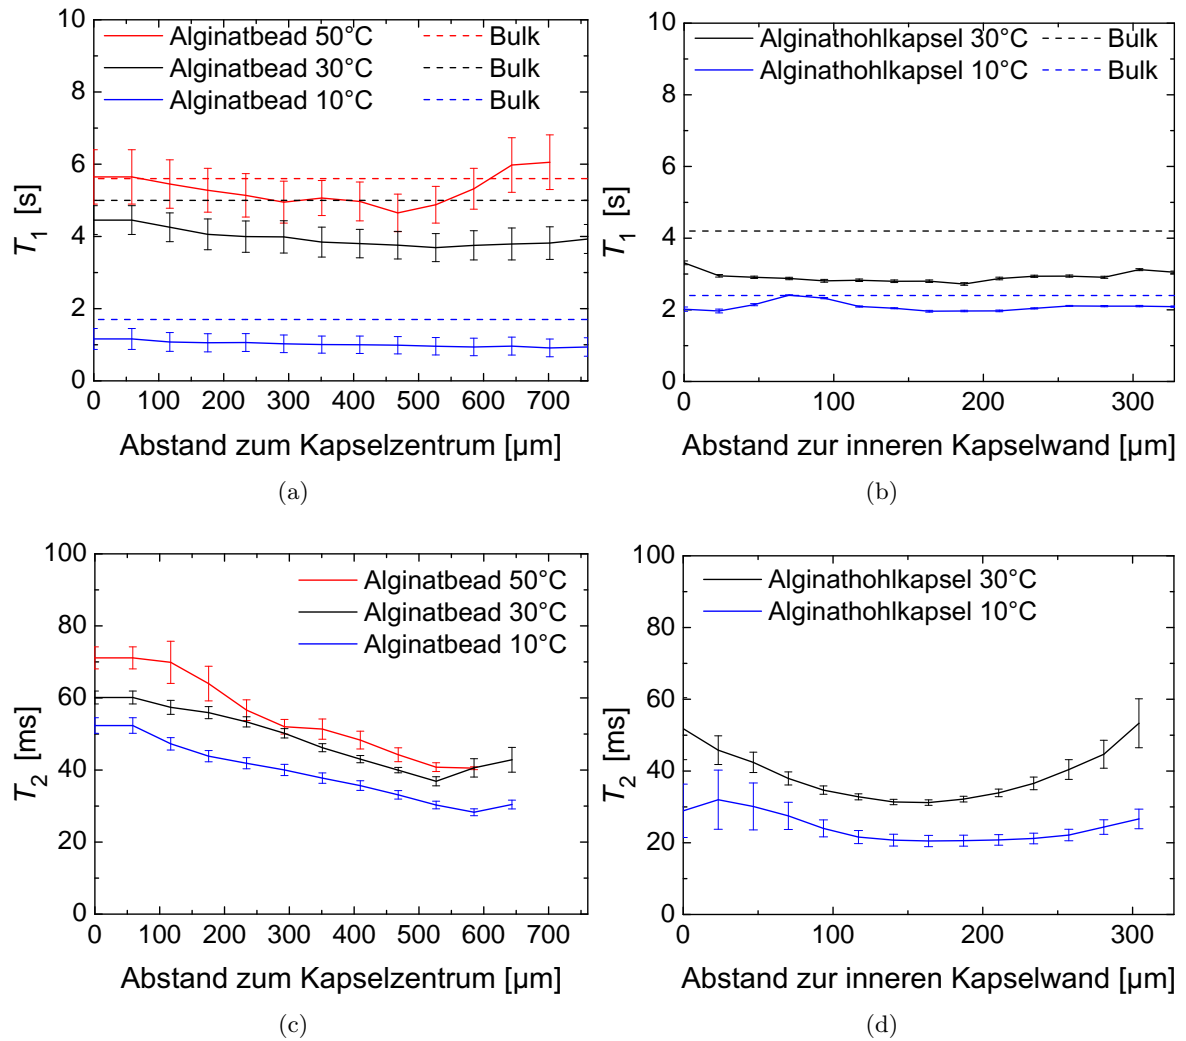 10
8
6
4
2
0
T1 [s]
Alginatbead 50°C Bulk
Alginatbead 30°C Bulk
Alginatbead 10°C Bulk
0 100 200 300 400 500 600 700
Abstand zum Kapselzentrum [µm]
(a)
10
8
6
4
2
0
T1 [s]
Alginathohlkapsel 30°C Bulk
Alginathohlkapsel 10°C Bulk
0 100 200 300
Abstand zur inneren Kapselwand [µm]
(b)
100
80
60
40
20
0
T2 [ms]
Alginatbead 50°C
Alginatbead 30°C
Alginatbead 10°C
0 100 200 300 400 500 600 700
Abstand zum Kapselzentrum [µm]
(c)
100
80
60
40
20
0
T2 [ms]
Alginathohlkapsel 30°C
Alginathohlkapsel 10°C
0 100 200 300
Abstand zur inneren Kapselwand [µm]
(d)